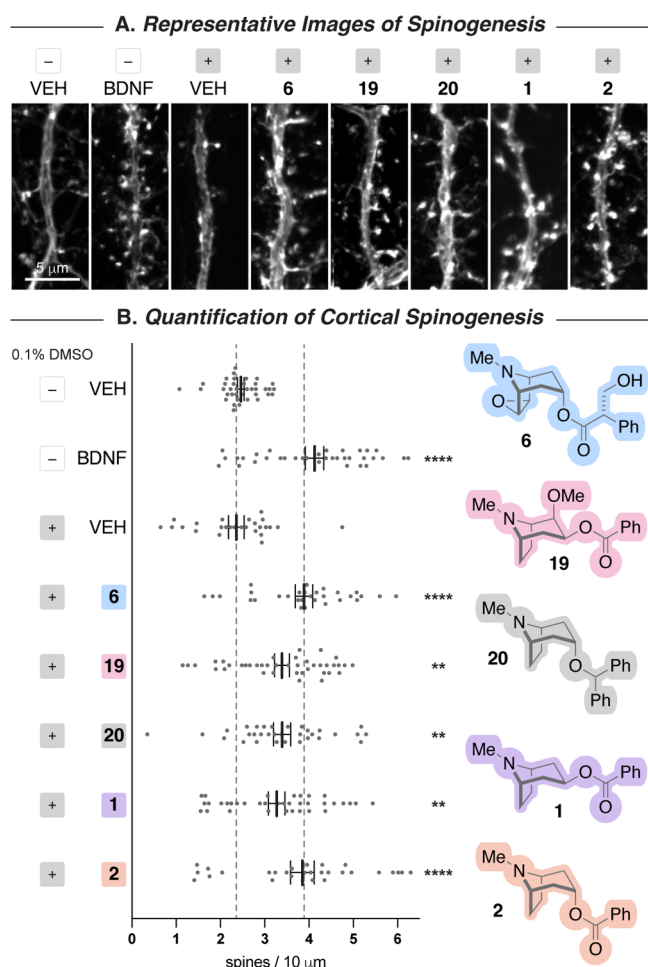 A. Representative Images of Spinogenesis
– – + + + + + +
VEH BDNF VEH 6 19 20 1 2
5 μm
B. Quantification of Cortical Spinogenesis
0.1% DMSO
– VEH
– BDNF ****
+ VEH
+ 6 ****
+ 19 **
+ 20 **
+ 1 **
+ 2 ****
0 1 2 3 4 5 6
spines / 10 μm
Me
N
OH
O
O
Ph
O
6
Me
N
OMe
O
Ph
O
19
Me
N
O
Ph
Ph
20
Me
N
O
Ph
O
1
Me
N
O
Ph
O
2